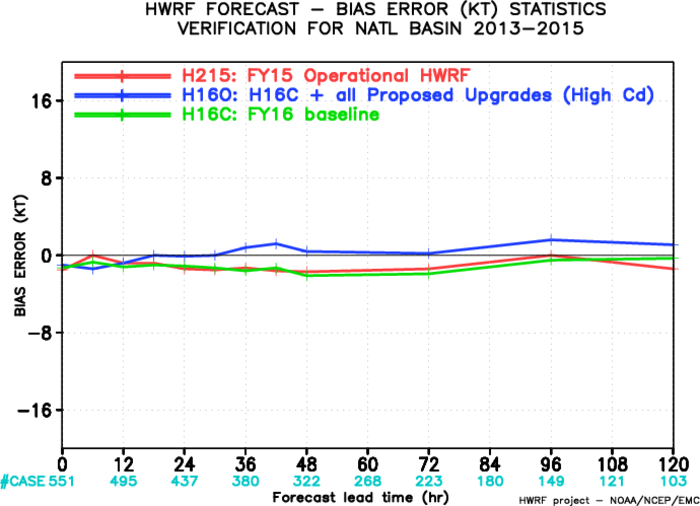 HWRF FORECAST – BIAS ERROR (KT) STATISTICS
VERIFICATION FOR NATL BASIN 2013–2015
H215: FY15 Operational HWRF
H16O: H16C + all Proposed Upgrades (High Cd)
H16C: FY16 baseline
16
8
0
−8
−16
BIAS ERROR (KT)
0 12 24 36 48 60 72 84 96 108 120
#CASE 551 495 437 380 322 268 223 180 149 121 103
Forecast lead time (hr)
HWRF project – NOAA/NCEP/EMC